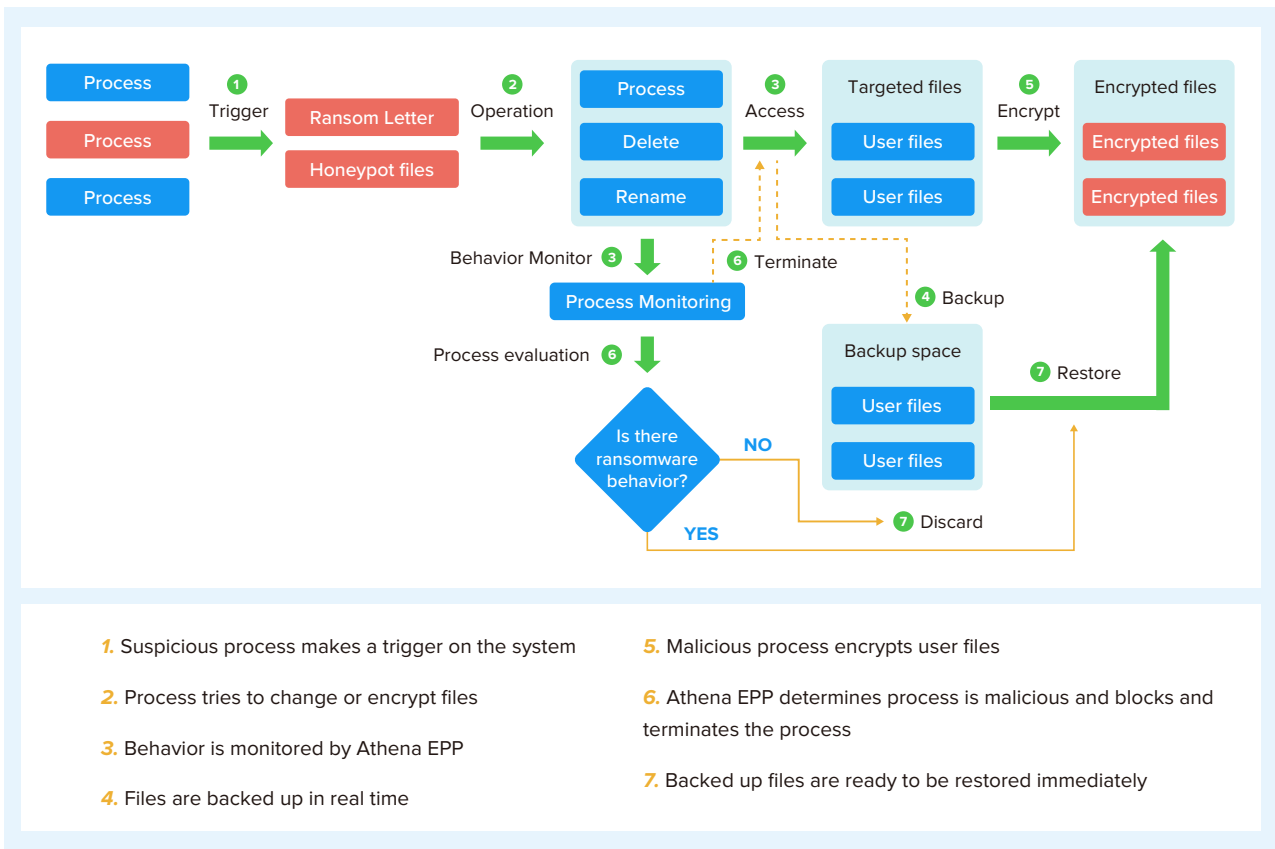 Process
Process
Process
1
Trigger
Ransom Letter
Honeypot files
2
Operation
Process
Delete
Rename
3
Access
Targeted files
User files
User files
5
Encrypt
Encrypted files
Encrypted files
Encrypted files
Behavior Monitor 3
6 Terminate
Process Monitoring
4 Backup
Process evaluation 6
Backup space
User files
User files
7 Restore
Is there
ransomware
behavior?
NO
7 Discard
YES
1. Suspicious process makes a trigger on the system
2. Process tries to change or encrypt files
3. Behavior is monitored by Athena EPP
4. Files are backed up in real time
5. Malicious process encrypts user files
6. Athena EPP determines process is malicious and blocks and
terminates the process
7. Backed up files are ready to be restored immediately